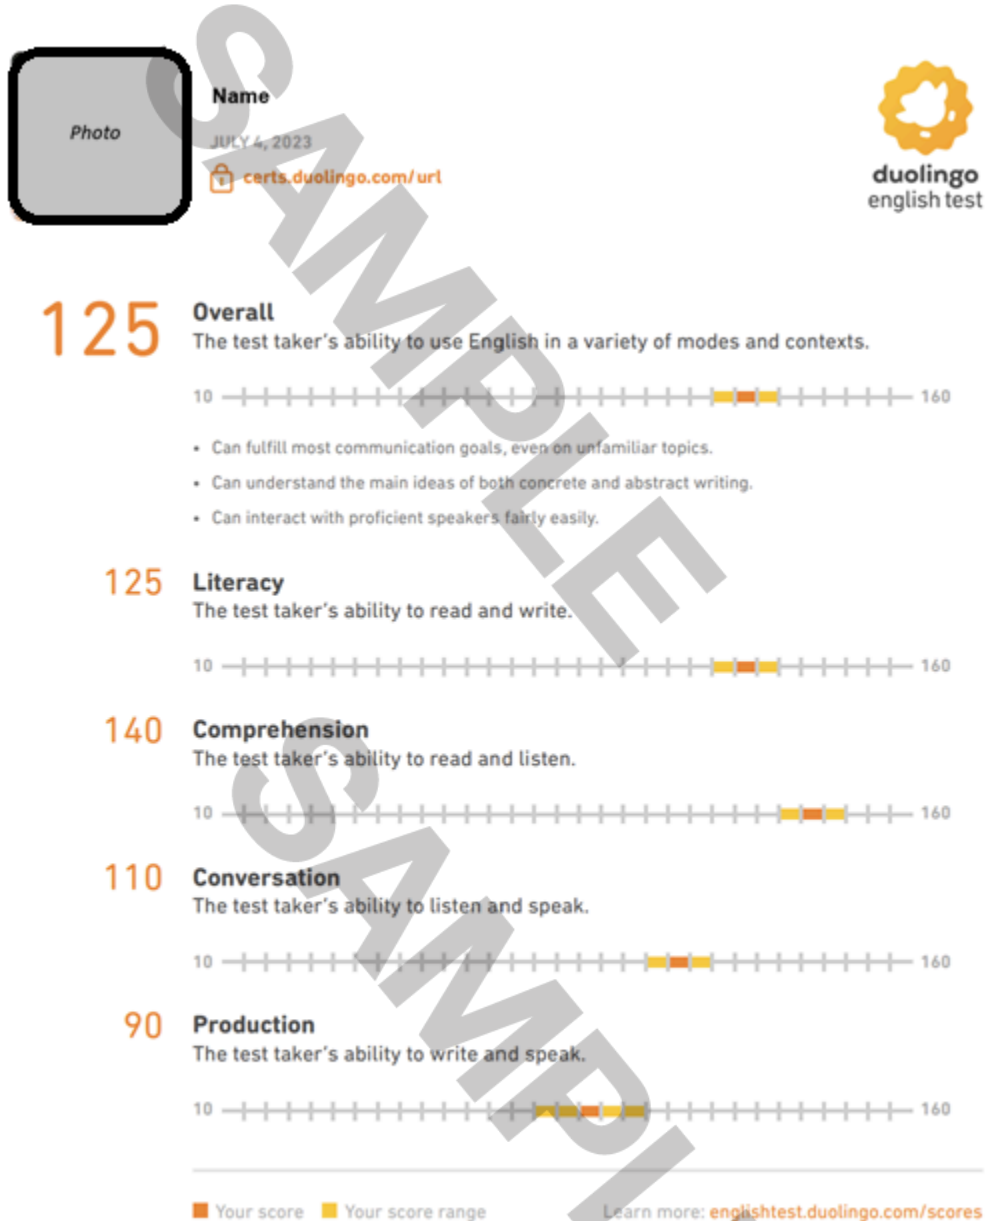 Photo
Name
JULY 4, 2023
certs.duolingo.com/url
duolingo
english test
125
Overall
The test taker's ability to use English in a variety of modes and contexts.
10 160
• Can fulfill most communication goals, even on unfamiliar topics.
• Can understand the main ideas of both concrete and abstract writing.
• Can interact with proficient speakers fairly easily.
125
Literacy
The test taker's ability to read and write.
10 160
140
Comprehension
The test taker's ability to read and listen.
10 160
110
Conversation
The test taker's ability to listen and speak.
10 160
90
Production
The test taker's ability to write and speak.
10 160
Your score Your score range Learn more: englishtest.duolingo.com/scores
SAMPLE
SAMPL